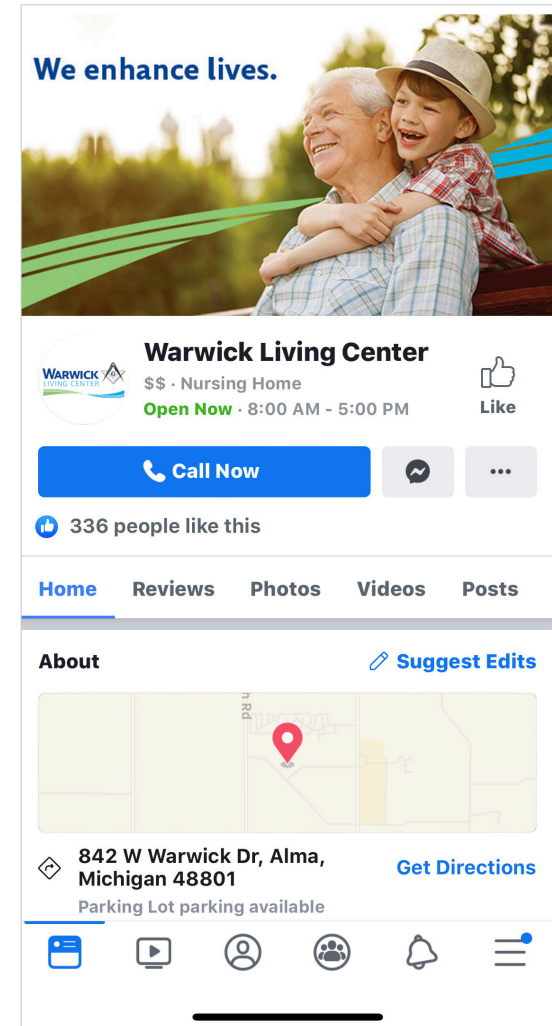 We enhance lives.
WARWICK
LIVING CENTER
Warwick Living Center
$$ · Nursing Home
Open Now · 8:00 AM - 5:00 PM
Like
Call Now
336 people like this
Home Reviews Photos Videos Posts
About
Suggest Edits
h Rd
842 W Warwick Dr, Alma,
Michigan 48801
Get Directions
Parking Lot parking available